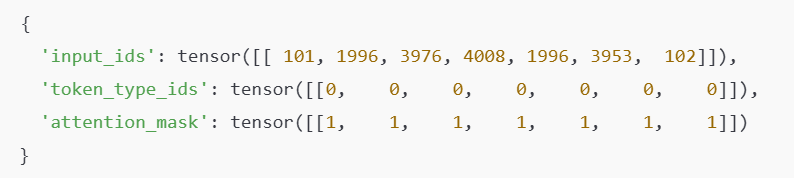 {
'input_ids': tensor([[ 101, 1996, 3976, 4008, 1996, 3953, 102]]),
'token_type_ids': tensor([[0, 0, 0, 0, 0, 0, 0]]),
'attention_mask': tensor([[1, 1, 1, 1, 1, 1, 1]])
}